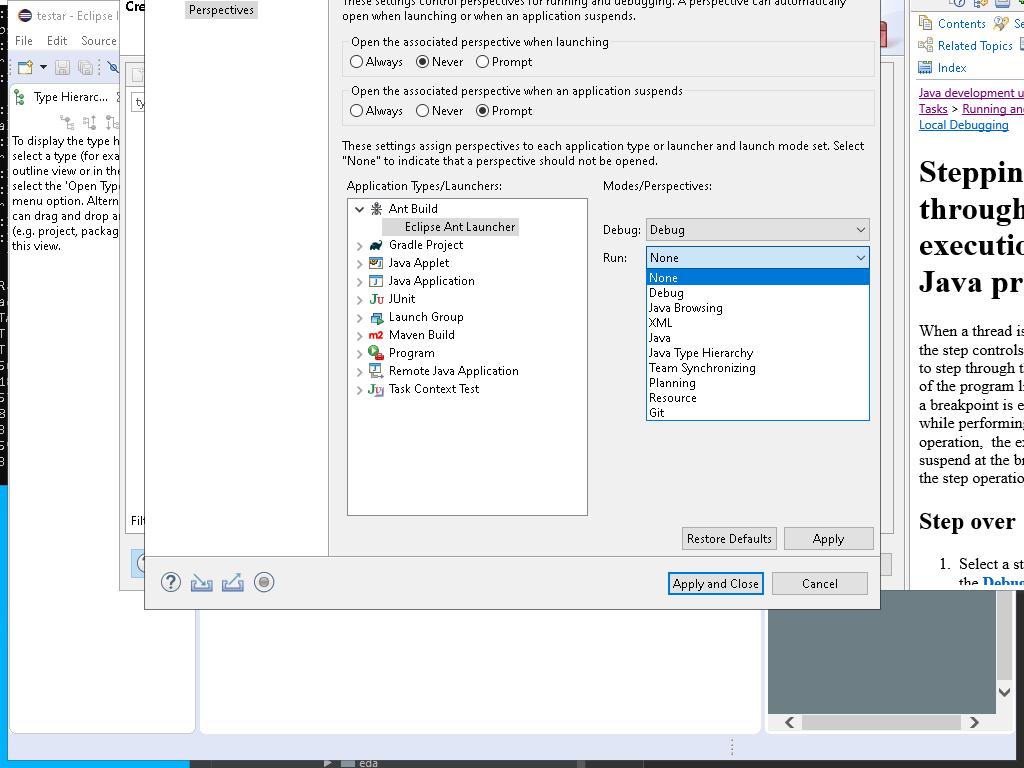 testar - Eclipse I
File Edit Source
Type Hierarc...
To display the type h
select a type (for exa
outline view or in the
select the 'Open Typ
menu option. Altern
can drag and drop a
(e.g. project, packag
this view.
Cre
ty
Filt
Perspectives
These settings control perspectives for running and debugging. A perspective can automatically
open when launching or when an application suspends.
Open the associated perspective when launching
Always Never Prompt
Open the associated perspective when an application suspends
Always Never Prompt
These settings assign perspectives to each application type or launcher and launch mode set. Select
"None" to indicate that a perspective should not be opened.
Application Types/Launchers:
Ant Build
Eclipse Ant Launcher
Gradle Project
Java Applet
Java Application
JUnit
Launch Group
Maven Build
Program
Remote Java Application
Task Context Test
Modes/Perspectives:
Debug: Debug
Run: None
None
Debug
Java Browsing
XML
Java
Java Type Hierarchy
Team Synchronizing
Planning
Resource
Git
Restore Defaults Apply
Apply and Close Cancel
Contents Se
Related Topics
Index
Java development u
Tasks > Running an
Local Debugging
Steppin
through
executio
Java pr
When a thread is
the step controls
to step through t
of the program li
a breakpoint is e
while performing
operation, the ex
suspend at the br
the step operatio
Step over
1. Select a st
the Debug
eda